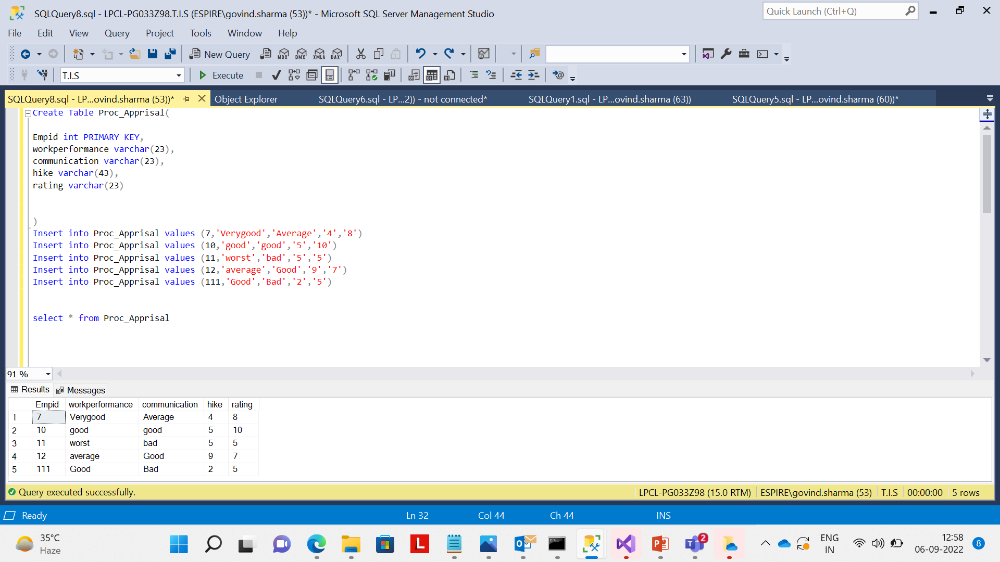 SQLQuery8.sql - LPCL-PG033Z98.T.I.S (ESPIRE\govind.sharma (53))* - Microsoft SQL Server Management Studio
Quick Launch (Ctrl+Q)
File Edit View Query Project Tools Window Help
New Query MDX DMX XMLA DAX
T.I.S Execute
SQLQuery8.sql - LP...ovind.sharma (53))* Object Explorer SQLQuery6.sql - LP...2)) - not connected* SQLQuery1.sql - LP...ovind.sharma (63)) SQLQuery5.sql - LP...ovind.sharma (60))*
Create Table Proc_Apprisal(
Empid int PRIMARY KEY,
workperformance varchar(23),
communication varchar(23),
hike varchar(43),
rating varchar(23)
)
Insert into Proc_Apprisal values (7,'Verygood','Average','4','8')
Insert into Proc_Apprisal values (10,'good','good','5','10')
Insert into Proc_Apprisal values (11,'worst','bad','5','5')
Insert into Proc_Apprisal values (12,'average','Good','9','7')
Insert into Proc_Apprisal values (111,'Good','Bad','2','5')
select * from Proc_Apprisal
91 %
Results Messages
Empid workperformance communication hike rating
1 7 Verygood Average 4 8
2 10 good good 5 10
3 11 worst bad 5 5
4 12 average Good 9 7
5 111 Good Bad 2 5
Query executed successfully. LPCL-PG033Z98 (15.0 RTM) ESPIRE\govind.sharma (53) T.I.S 00:00:00 5 rows
Ready Ln 32 Col 44 Ch 44 INS
35°C
Haze
L
2
ENG
IN
12:58
06-09-2022
8